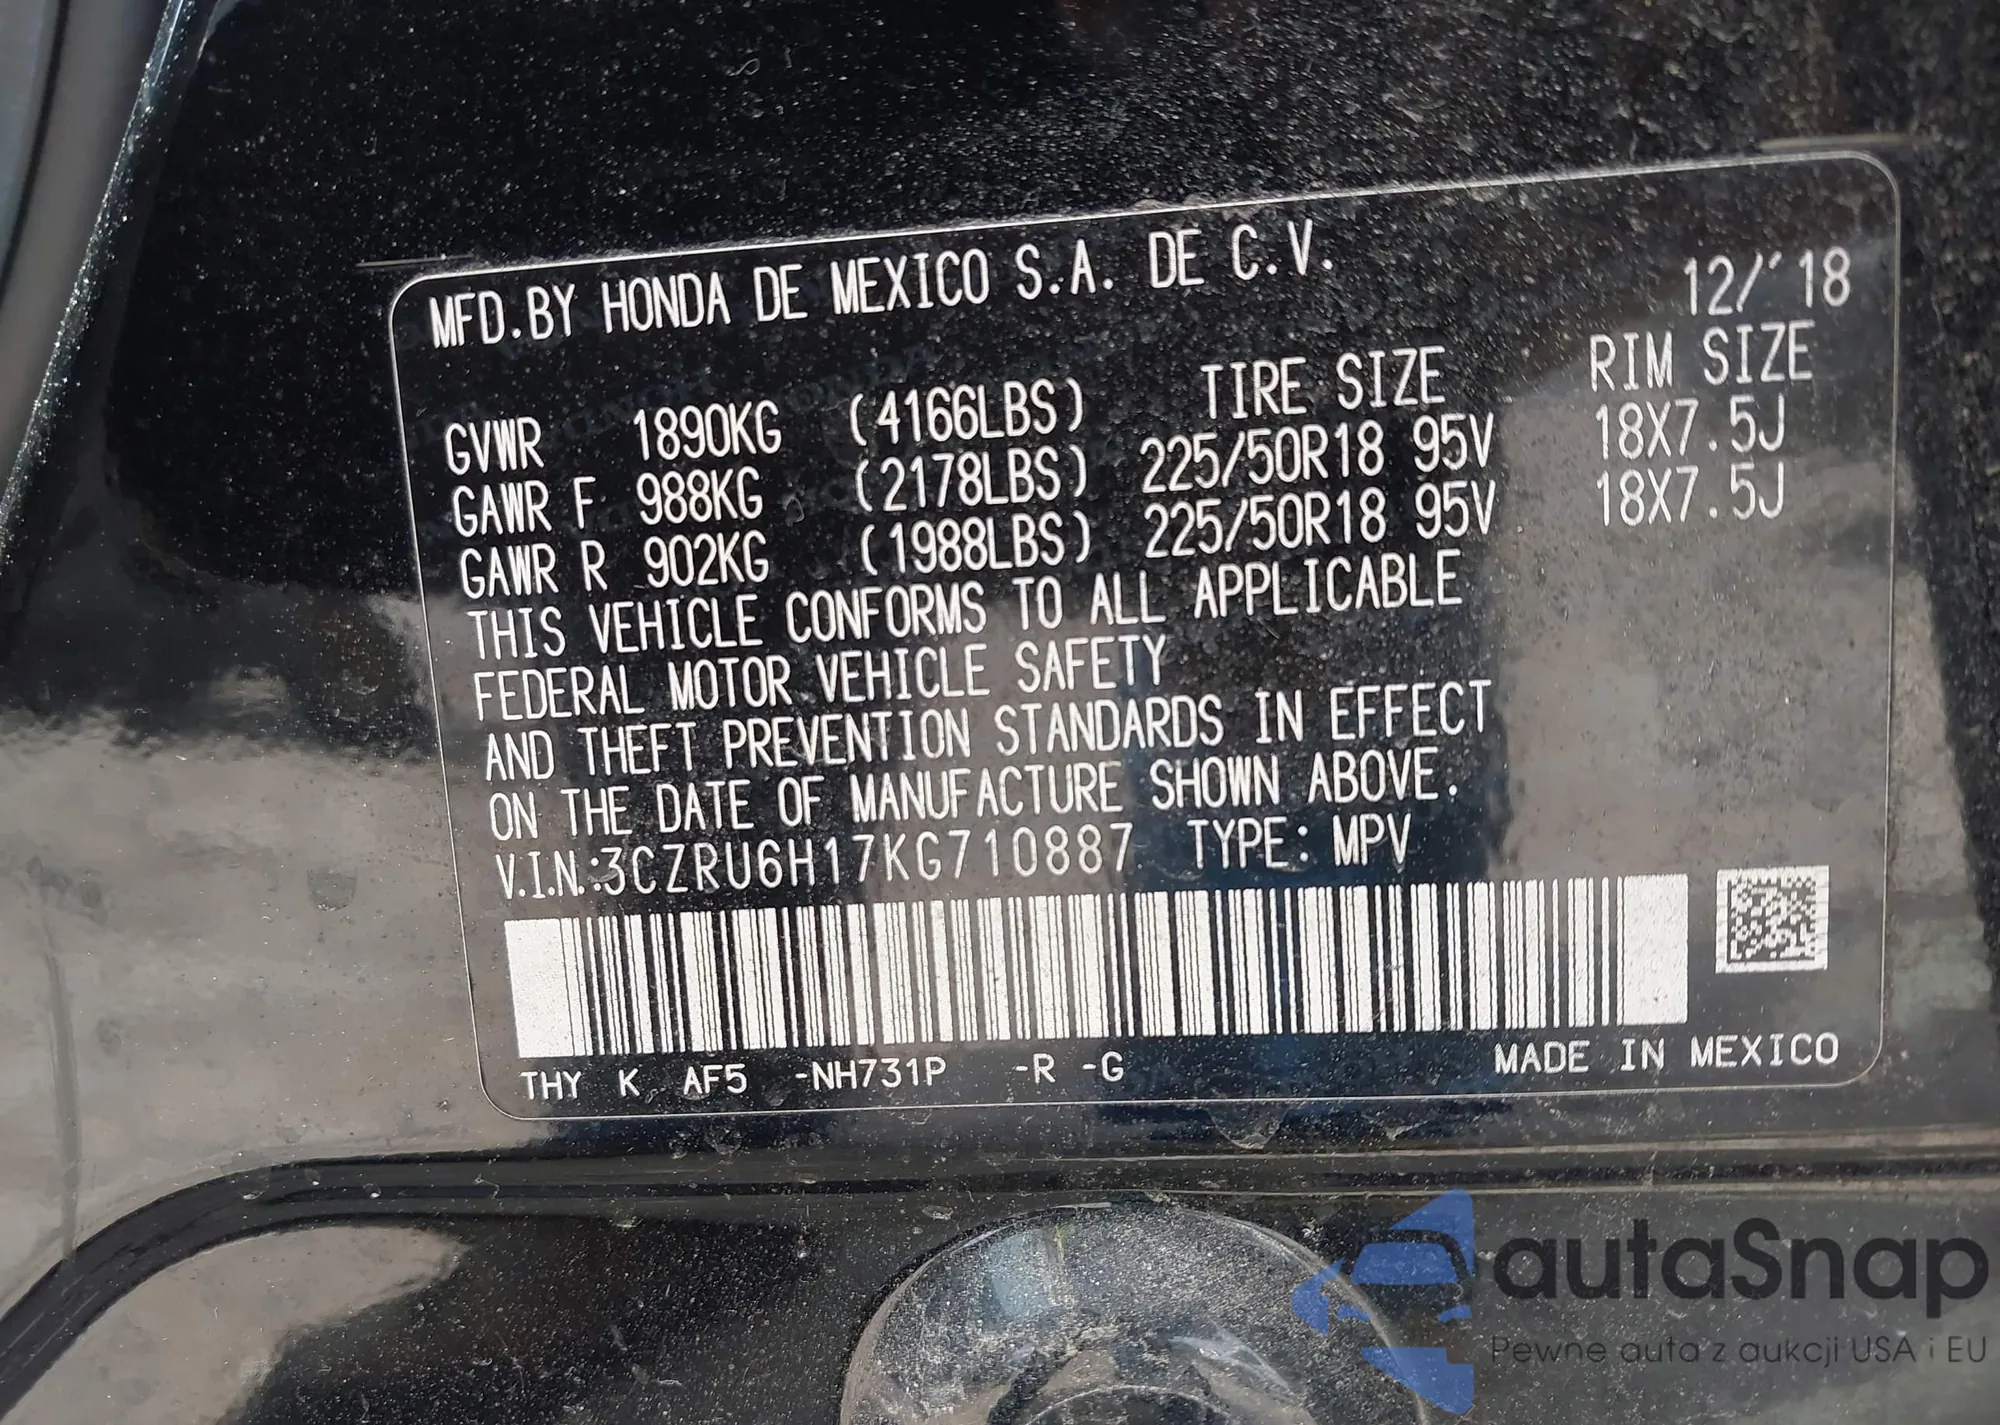 MFD.BY HONDA DE MEXICO S.A. DE C.V. 12/'18
TIRE SIZE RIM SIZE
GVWR 1890KG (4166LBS)
GAWR F 988KG (2178LBS) 225/50R18 95V 18X7.5J
GAWR R 902KG (1988LBS) 225/50R18 95V 18X7.5J
THIS VEHICLE CONFORMS TO ALL APPLICABLE
FEDERAL MOTOR VEHICLE SAFETY
AND THEFT PREVENTION STANDARDS IN EFFECT
ON THE DATE OF MANUFACTURE SHOWN ABOVE.
V.I.N.:3CZRU6H17KG710887 TYPE: MPV
THY K AF5 -NH731P -R -G MADE IN MEXICO
autaSnap
Pewne auta z aukcji USA i EU